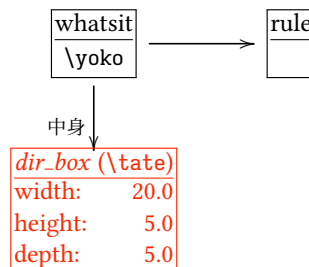 whatsit
rule
\yoko
中身
dir_box (\tate)
width: 20.0
height: 5.0
depth: 5.0